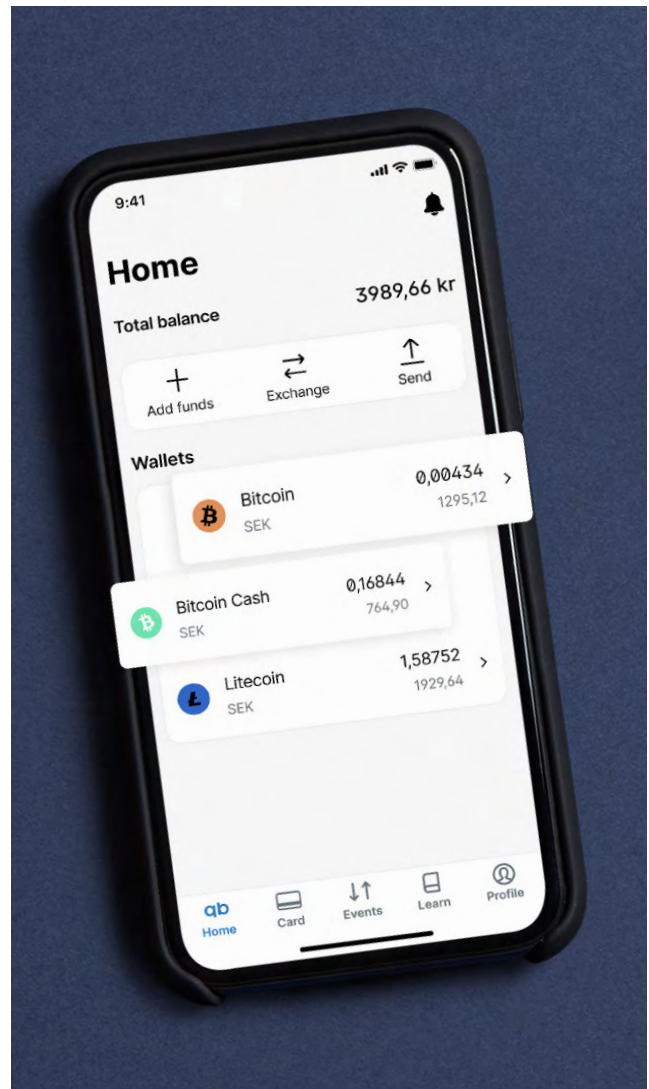 9:41
Home
Total balance 3989,66 kr
Add funds Exchange Send
Wallets
Bitcoin 0,00434
SEK 1295,12
Bitcoin Cash 0,16844
SEK 764,90
Litecoin 1,58752
SEK 1929,64
qb
Home Card Events Learn Profile